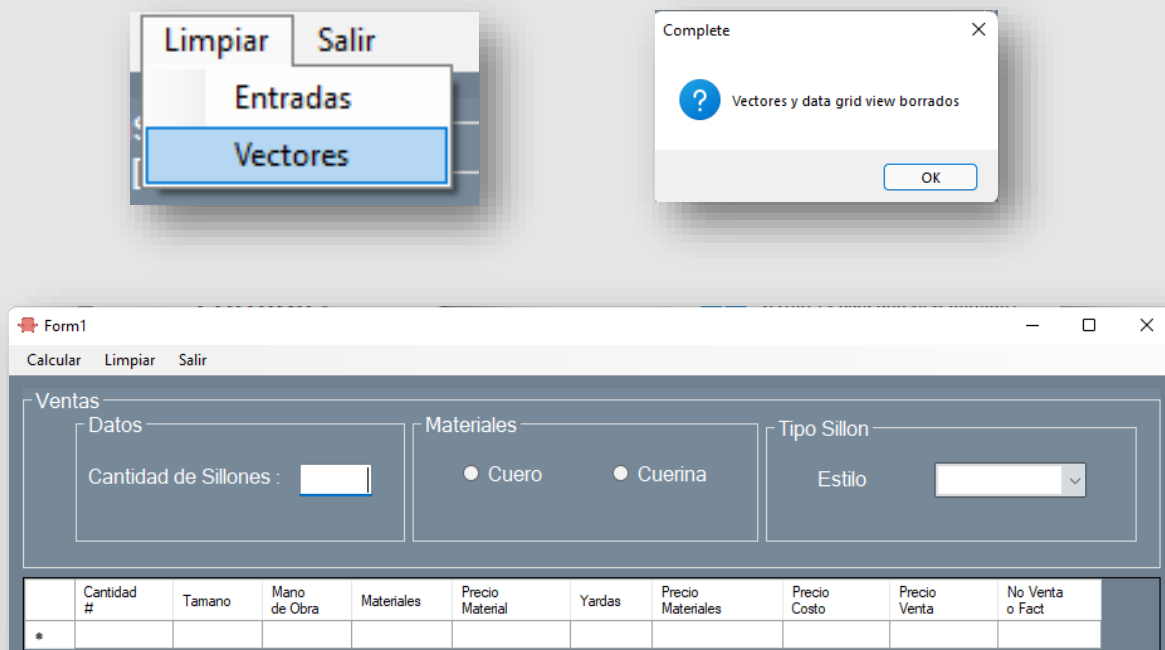 Limpiar Salir
Entradas
Vectores
Complete
Vectores y data grid view borrados
OK
Form1
Calcular Limpiar Salir
Ventas
Datos
Cantidad de Sillones :
Materiales
Cuero Cuerina
Tipo Sillon
Estilo
Cantidad
#
Tamano
Mano
de Obra
Materiales
Precio
Material
Yardas
Precio
Materiales
Precio
Costo
Precio
Venta
No Venta
o Fact
*